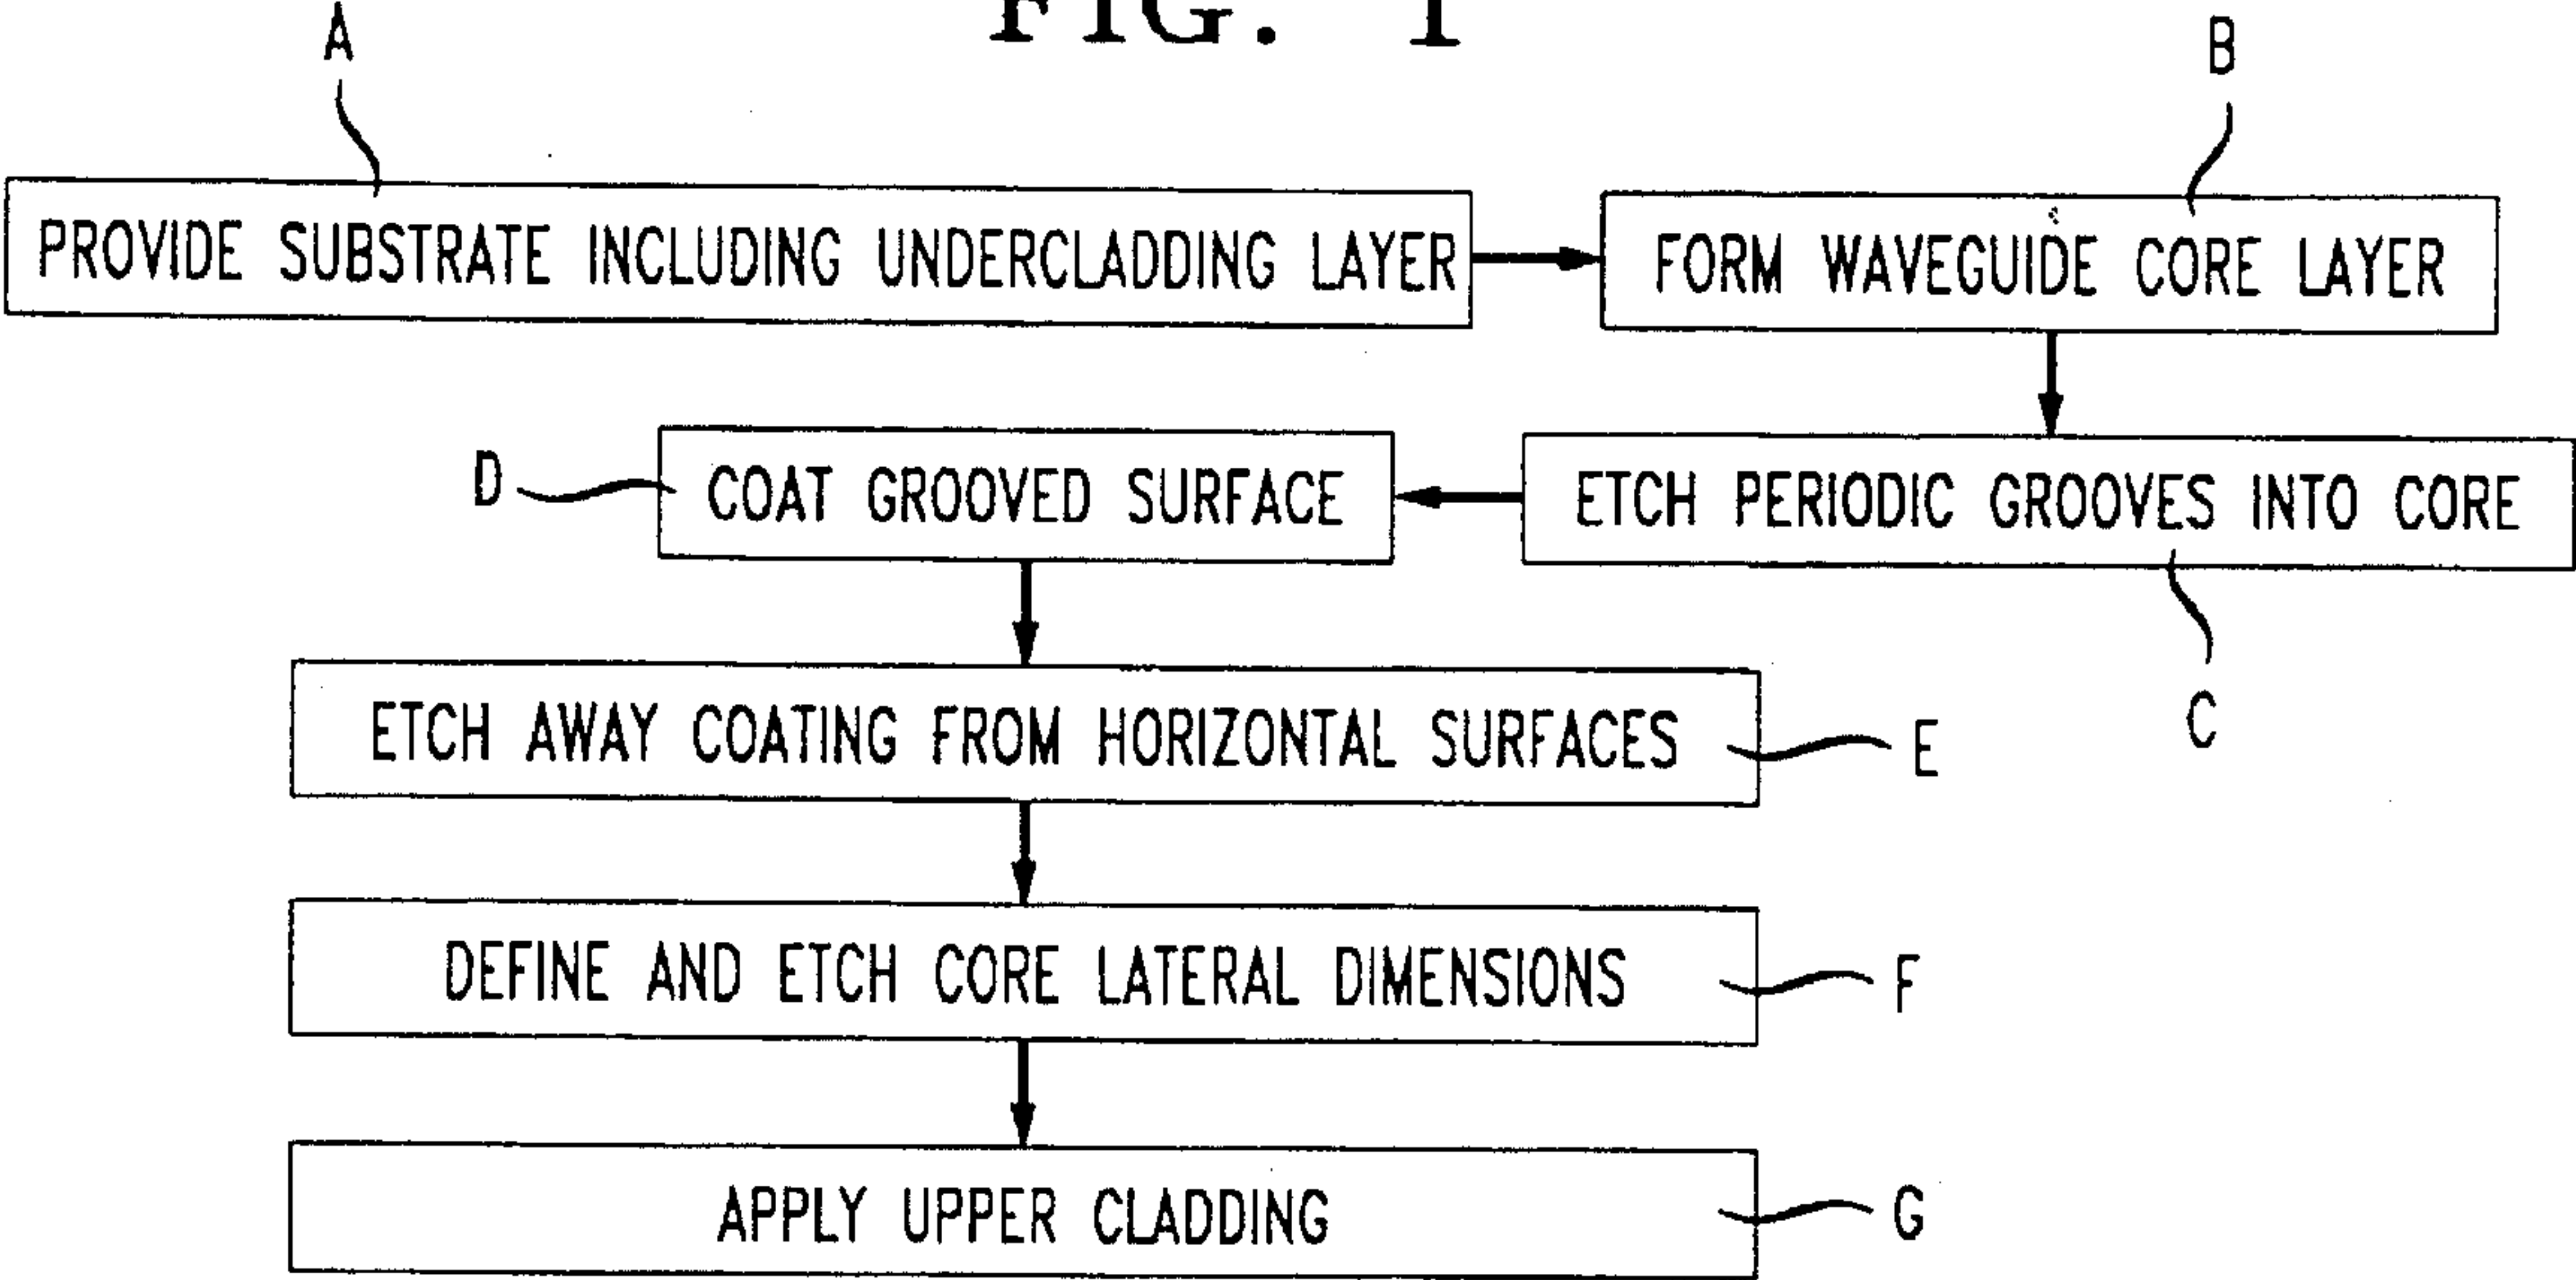 FIG. 1
A
B
PROVIDE SUBSTRATE INCLUDING UNDERCLADDING LAYER
FORM WAVEGUIDE CORE LAYER
D
COAT GROOVED SURFACE
ETCH PERIODIC GROOVES INTO CORE
C
ETCH AWAY COATING FROM HORIZONTAL SURFACES
E
DEFINE AND ETCH CORE LATERAL DIMENSIONS
F
APPLY UPPER CLADDING
G